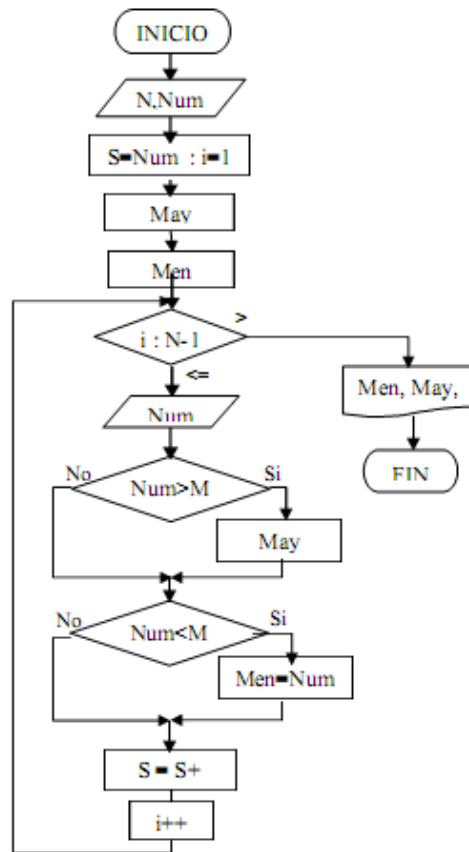 INICIO
N,Num
S=Num : i=1
May
Men
i : N-1
>
<=
Men, May,
Num
FIN
No
Num>M
Si
May
No
Num<M
Si
Men=Num
S = S+
i++